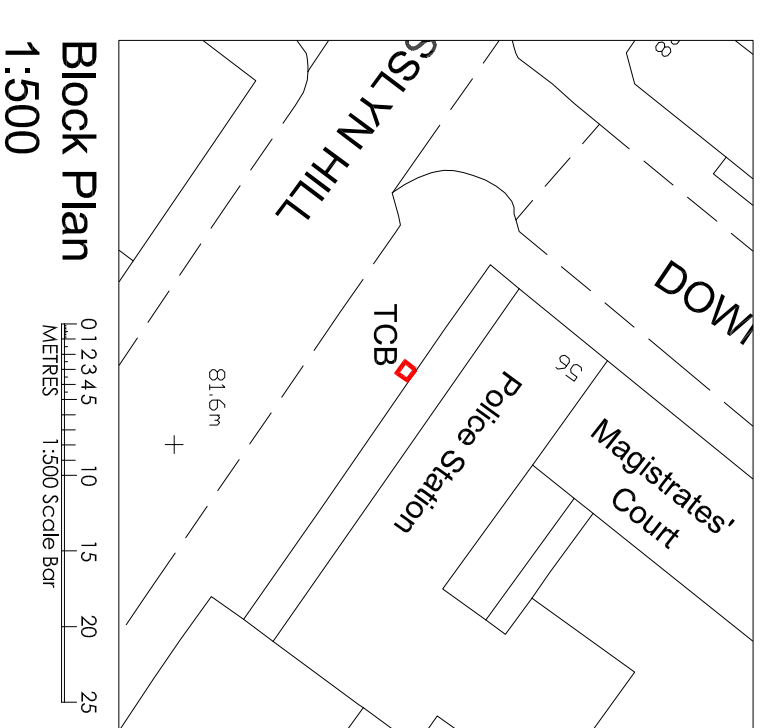 Block Plan
1:500
SSLYN HILL
DOWN
TCB
56
Police Station
Magistrates'
Court
81.6m
0 1 2 3 4 5 10 15 20 25
METRES
1:500 Scale Bar